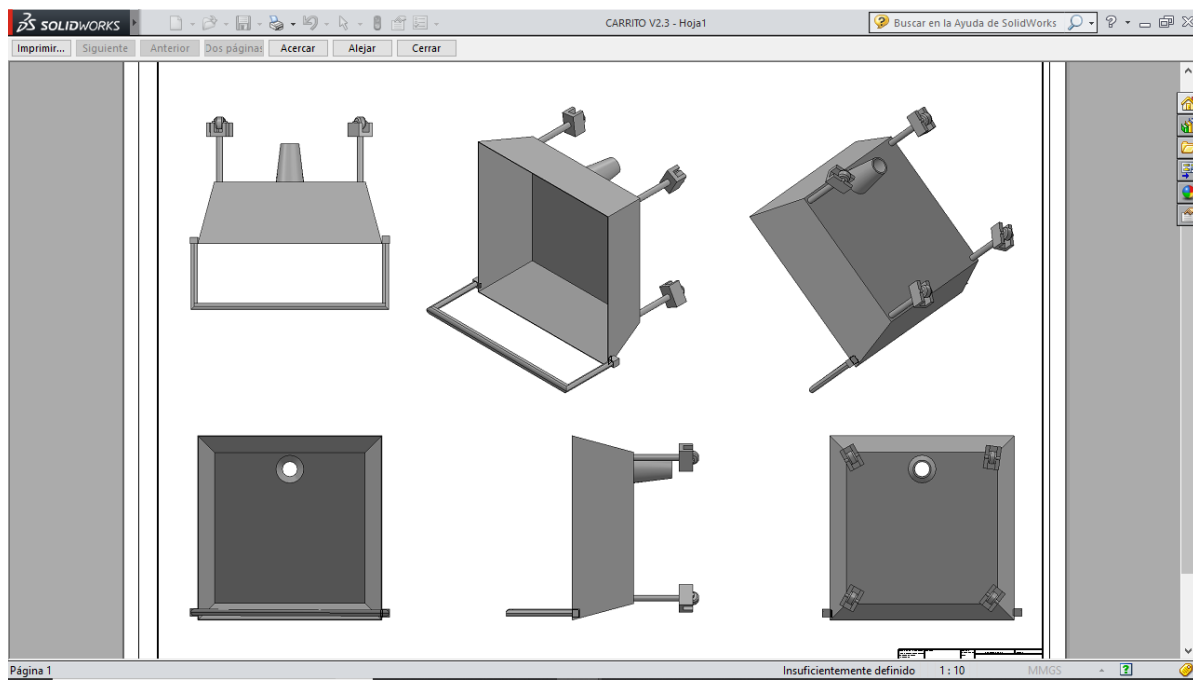 SOLIDWORKS
CARRITO V2.3 - Hoja1
Buscar en la Ayuda de SolidWorks
Imprimir...
Siguiente
Anterior
Dos páginas
Acercar
Alejar
Cerrar
Página 1
Insuficientemente definido
1 : 10
MMGS